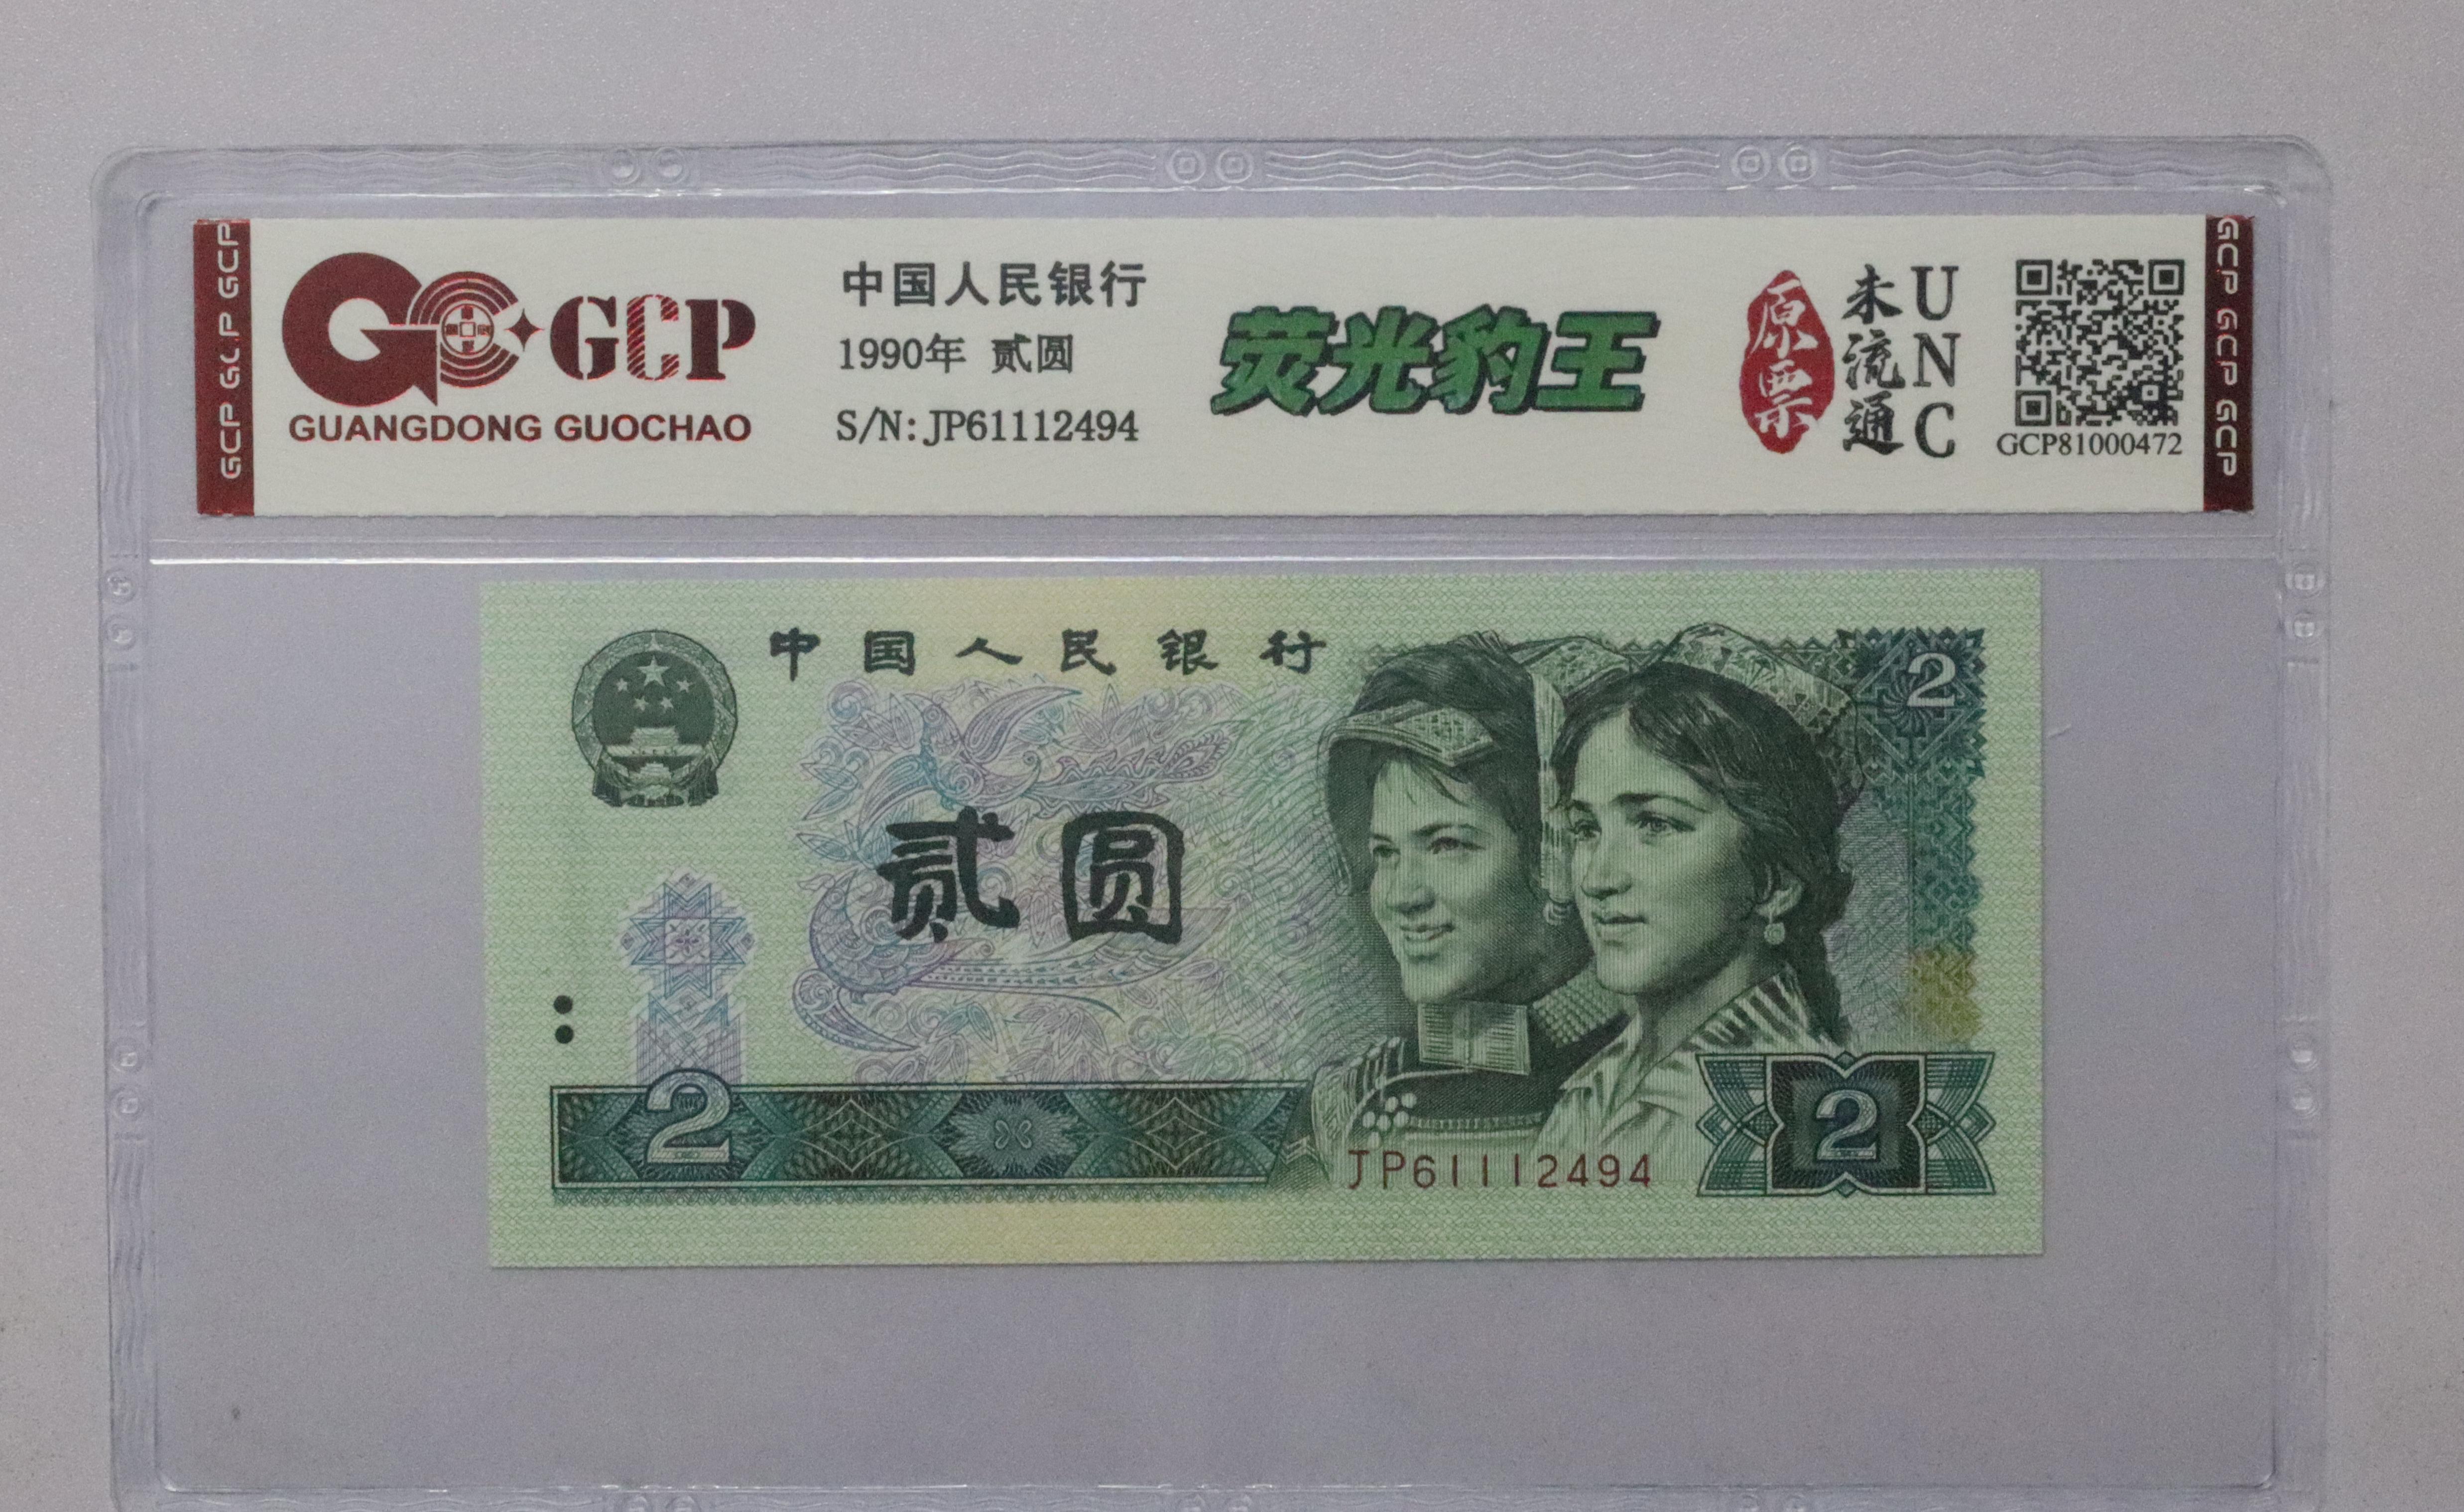 GCP GCP GCP
GCP
GUANGDONG GUOCHAO
中国人民银行
1990年 贰圆
S/N: JP61112494
荧光豹王
原票
未流通
UNC
GCP81000472
GCP GCP GCP
中国人民银行
2
贰圆
2
JP61112494
2